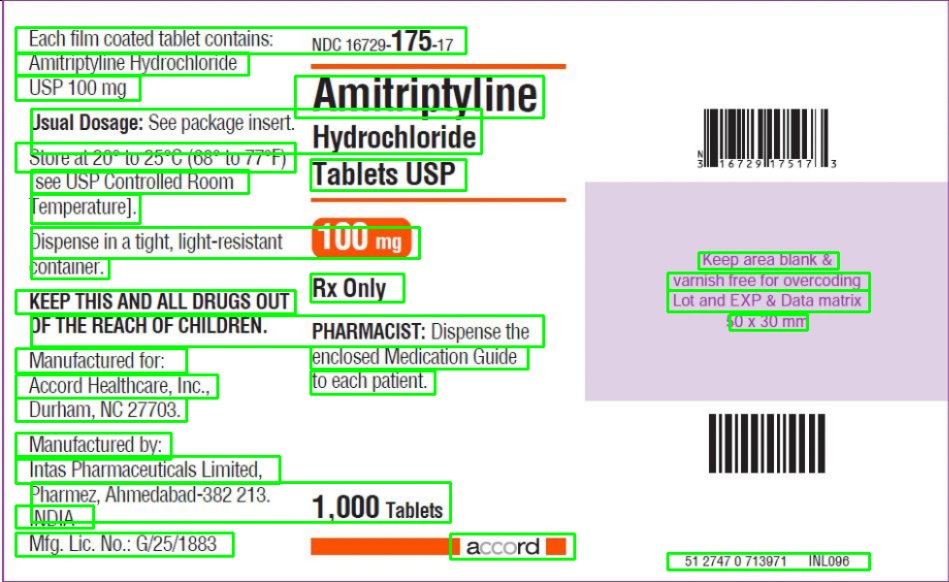 Each film coated tablet contains:
Amitriptyline Hydrochloride
USP 100 mg
Usual Dosage: See package insert.
Store at 20° to 25°C (68° to 77°F)
[see USP Controlled Room
Temperature].
Dispense in a tight, light-resistant
container.
KEEP THIS AND ALL DRUGS OUT
OF THE REACH OF CHILDREN.
Manufactured for:
Accord Healthcare, Inc.,
Durham, NC 27703.
Manufactured by:
Intas Pharmaceuticals Limited,
Pharmez, Ahmedabad-382 213.
INDIA
Mfg. Lic. No.: G/25/1883
NDC 16729-175-17
Amitriptyline
Hydrochloride
Tablets USP
100 mg
Rx Only
PHARMACIST: Dispense the
enclosed Medication Guide
to each patient.
1,000 Tablets
accord
N
3 16729 17517 3
Keep area blank &
varnish free for overcoding
Lot and EXP & Data matrix
50 x 30 mm
51 2747 0 713971 INL096